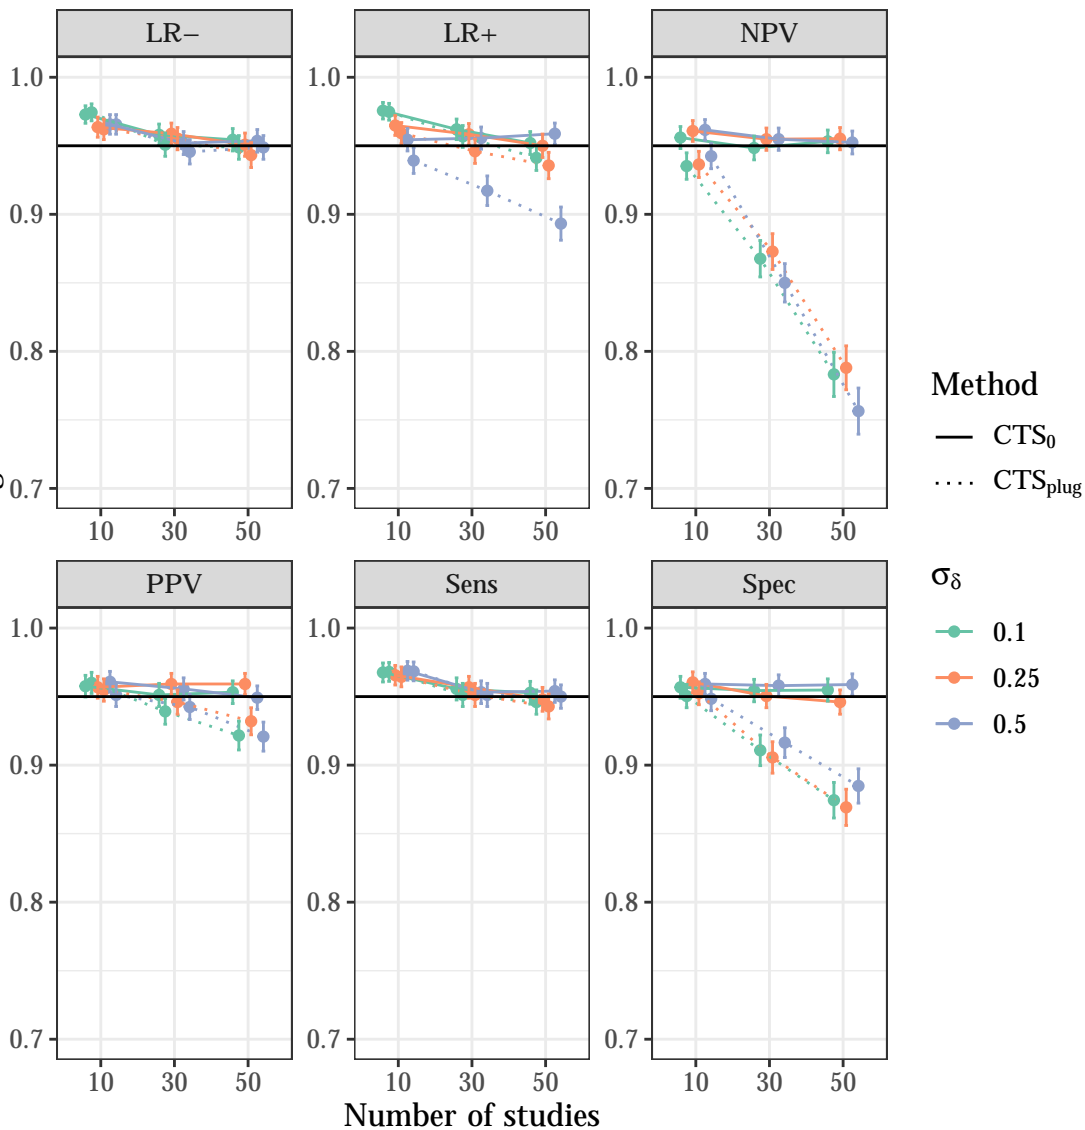 LR− LR+ NPV
1.0 1.0 1.0
0.9 0.9 0.9
0.8 0.8 0.8
0.7 0.7 0.7
10 30 50 10 30 50 10 30 50
PPV Sens Spec
1.0 1.0 1.0
0.9 0.9 0.9
0.8 0.8 0.8
0.7 0.7 0.7
10 30 50 10 30 50 10 30 50
Number of studies
Method
CTS₀
CTSplug
σδ
0.1
0.25
0.5